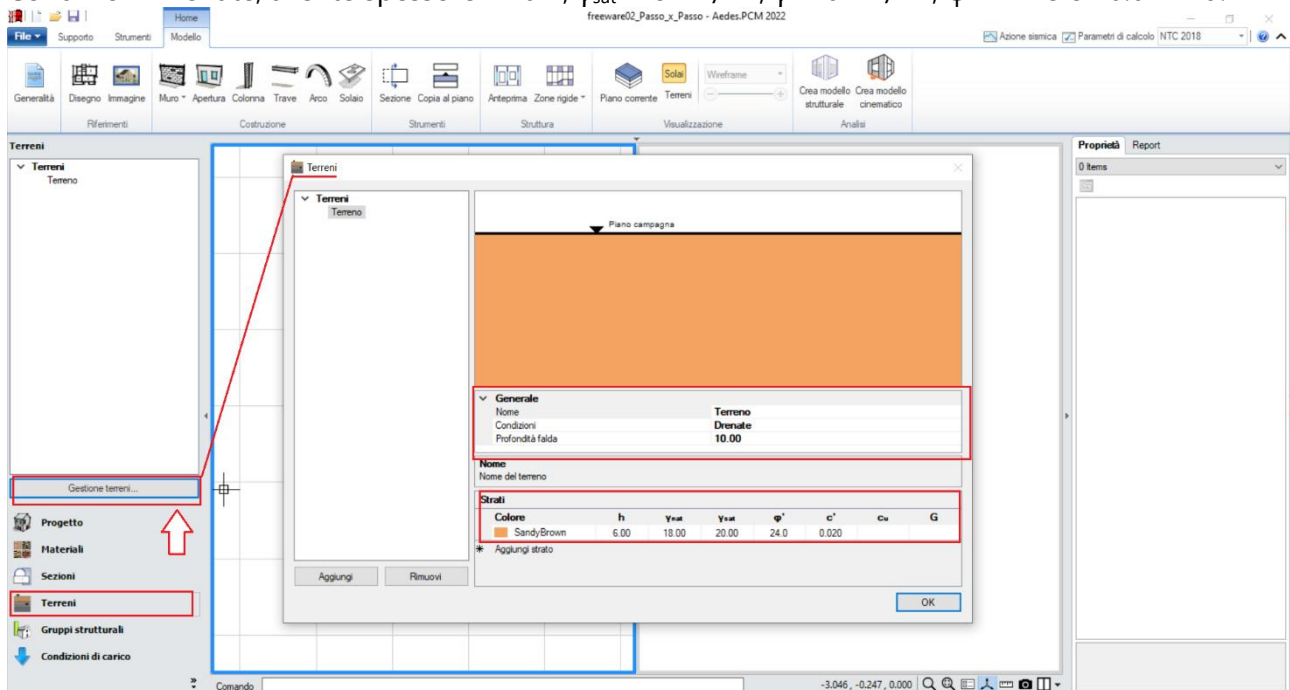 freeware02_Passo_x_Passo - Aedes.PCM 2022
Home
File Supporto Strumenti Modello
Azione sismica Parametri di calcolo NTC 2018
Generalità Disegno Immagine Muro Apertura Colonna Trave Arco Solaio Sezione Copia al piano Anteprima Zone rigide Piano corrente Solai Terreni Wireframe Crea modello strutturale Crea modello cinematico
Riferimenti Costruzione Strumenti Struttura Visualizzazione Analisi
Terreni
Terreni
Terreno
Gestione terreni...
Progetto
Materiali
Sezioni
Terreni
Gruppi strutturali
Condizioni di carico
Terreni
Terreni
Terreno
Aggiungi Rimuovi
Piano campagna
Generale
Nome Terreno
Condizioni Drenate
Profondità falda 10.00
Nome
Nome del terreno
Strati
Colore h γnat γsat φ' c' cu G
SandyBrown 6.00 18.00 20.00 24.0 0.020
Aggiungi strato
OK
Proprietà Report
0 Items
Comando
-3.046 , -0.247 , 0.000